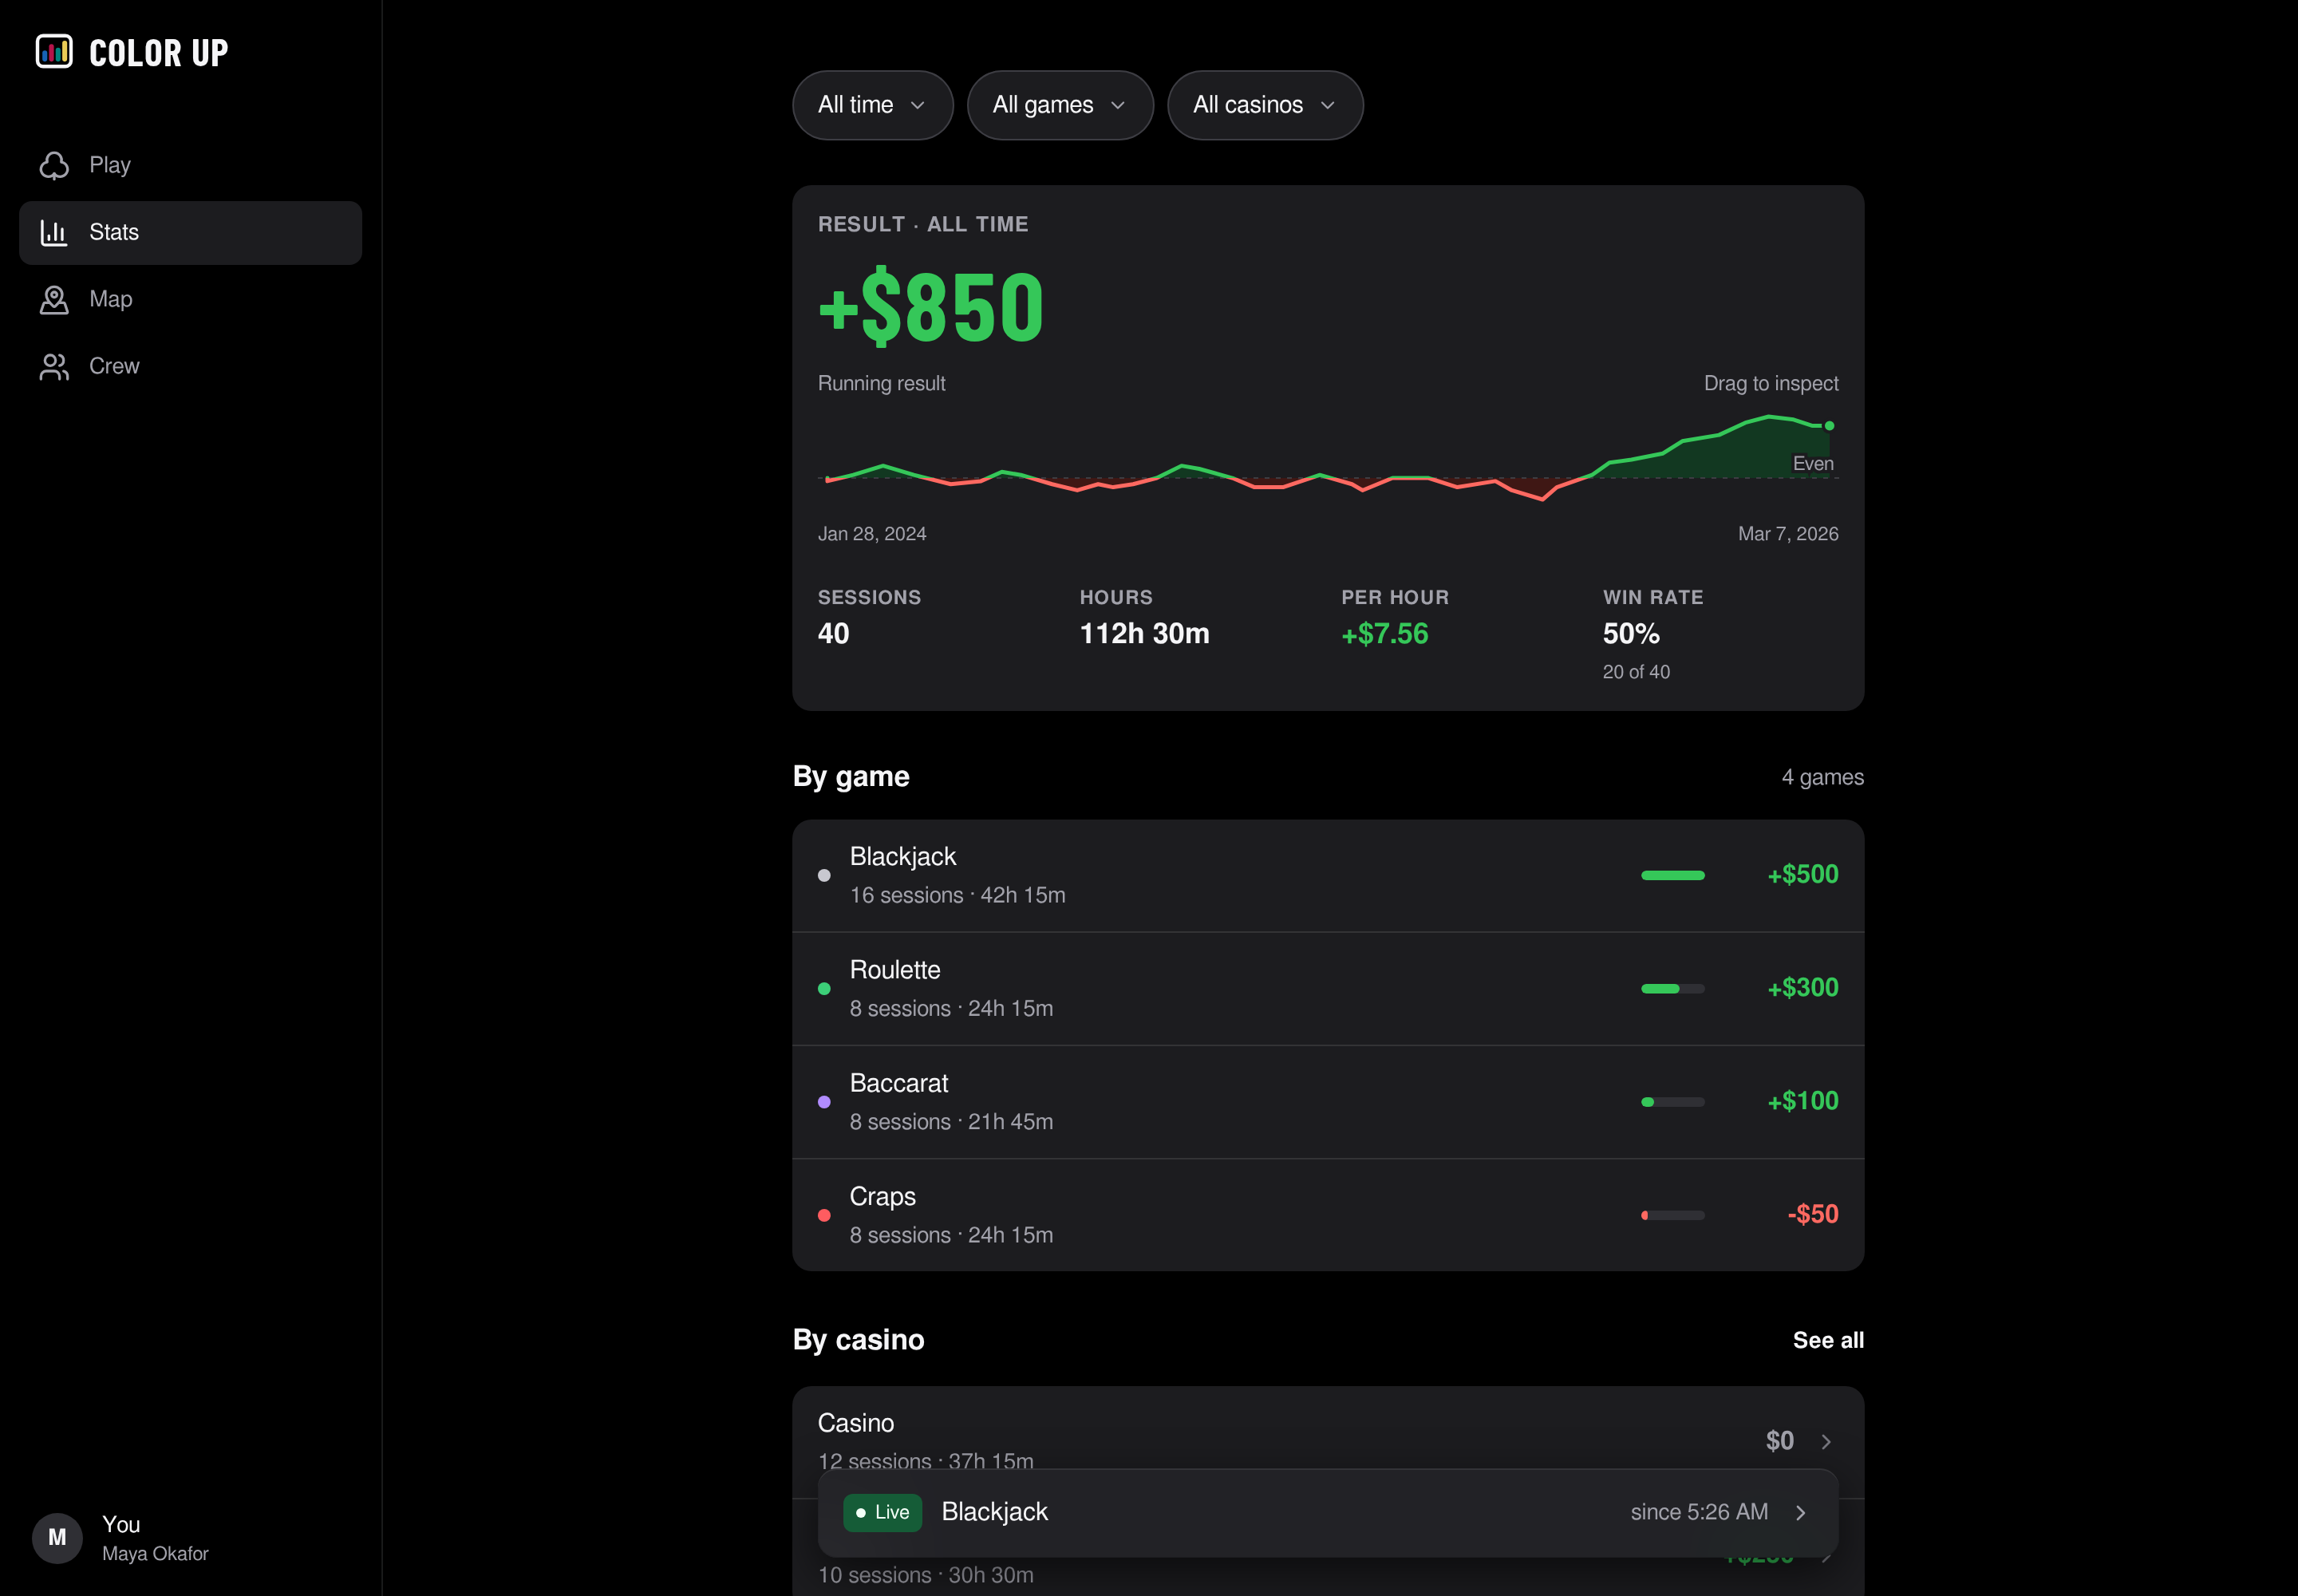 COLOR UP
Play
Stats
Map
Crew
M
You
Maya Okafor
All time
All games
All casinos
RESULT · ALL TIME
+$850
Running result
Drag to inspect
Even
Jan 28, 2024
Mar 7, 2026
SESSIONS
40
HOURS
112h 30m
PER HOUR
+$7.56
WIN RATE
50%
20 of 40
By game
4 games
Blackjack
16 sessions · 42h 15m
+$500
Roulette
8 sessions · 24h 15m
+$300
Baccarat
8 sessions · 21h 45m
+$100
Craps
8 sessions · 24h 15m
-$50
By casino
See all
Casino
12 sessions · 37h 15m
$0
Live
Blackjack
since 5:26 AM
10 sessions · 30h 30m